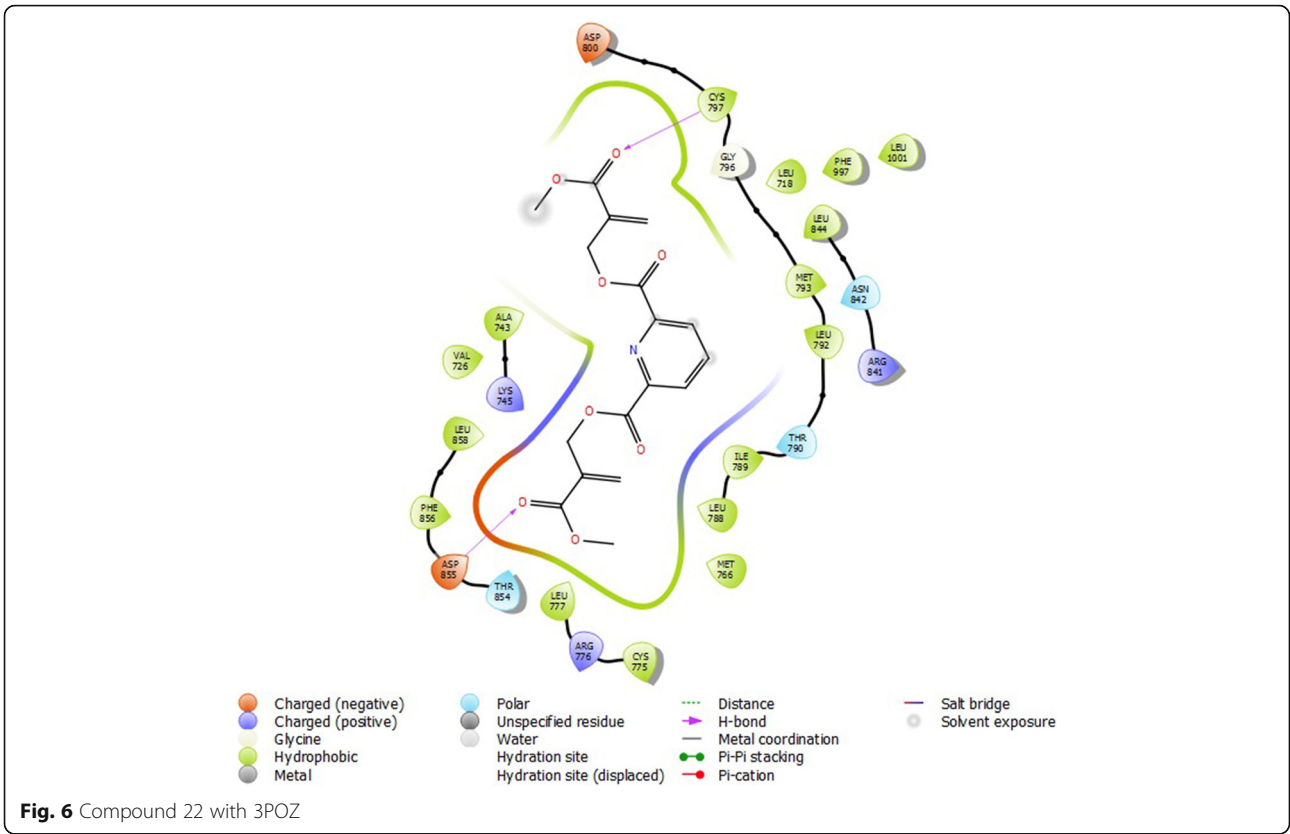 ASP
800
CYS
797
GLY
796
LEU
718
PHE
997
LEU
1001
LEU
844
MET
793
ASN
842
LEU
792
ARG
841
THR
790
ILE
789
LEU
788
MET
766
ALA
743
VAL
726
LYS
745
LEU
858
PHE
856
ASP
855
THR
854
LEU
777
ARG
776
CYS
775
O
O
O
O
N
O
O
O
O
Charged (negative)
Charged (positive)
Glycine
Hydrophobic
Metal
Polar
Unspecified residue
Water
Hydration site
Hydration site (displaced)
Distance
H-bond
Metal coordination
Pi-Pi stacking
Pi-cation
Salt bridge
Solvent exposure
Fig. 6 Compound 22 with 3POZ